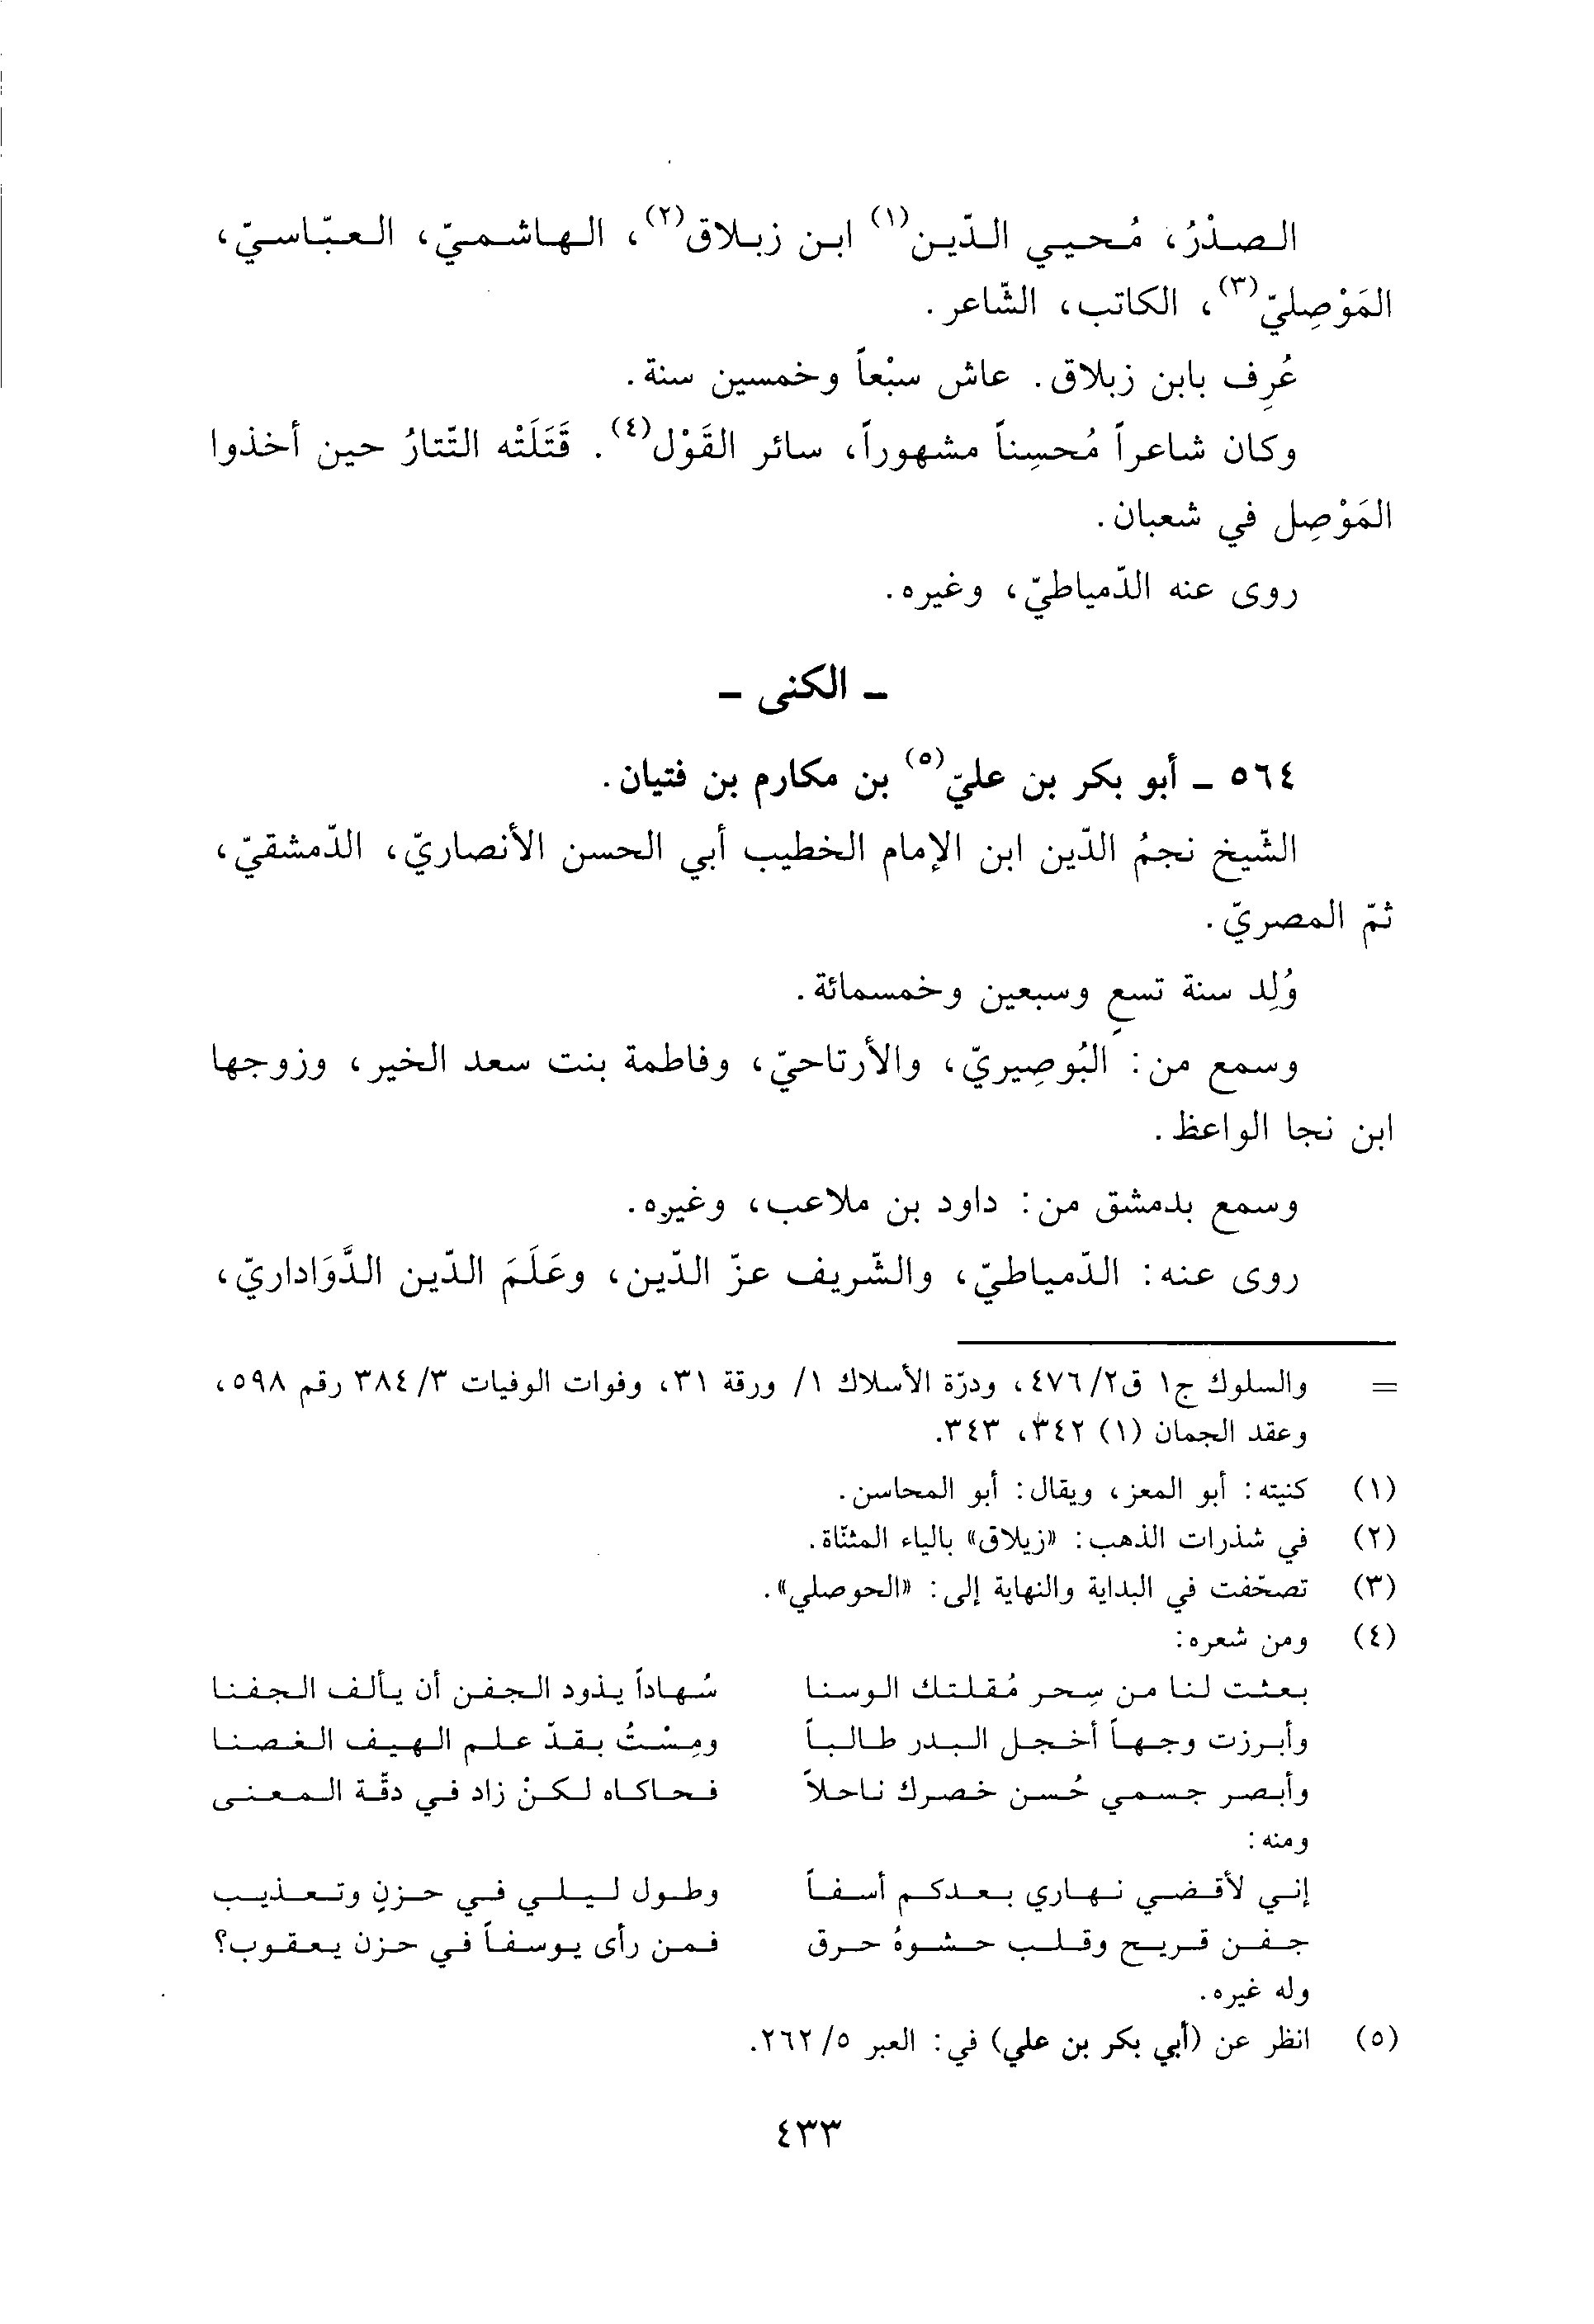 الصدْرُ، مُحيي الدّين(١) ابن زبلاق(٢)، الهاشميّ، العبّاسيّ،
المَوْصِليّ(٣)، الكاتب، الشّاعر.
عُرِف بابن زبلاق. عاش سبْعاً وخمسين سنة.
وكان شاعراً مُحسِناً مشهوراً، سائر القَوْل(٤). قَتَلَتْه التّتارُ حين أخذوا
المَوْصِل في شعبان.
روى عنه الدّمياطيّ، وغيره.
ـ الكنى ـ
٥٦٤ ـ أبو بكر بن عليّ(٥) بن مكارم بن فتيان.
الشّيخ نجمُ الدّين ابن الإمام الخطيب أبي الحسن الأنصاريّ، الدّمشقيّ،
ثمّ المصريّ.
وُلِد سنة تسعٍ وسبعين وخمسمائة.
وسمع من: البُوصِيريّ، والأرتاحيّ، وفاطمة بنت سعد الخير، وزوجها
ابن نجا الواعظ.
وسمع بدمشق من: داود بن ملاعب، وغيره.
روى عنه: الدّمياطيّ، والشّريف عزّ الدّين، وعَلَمَ الدّين الدَّوَاداريّ،
= والسلوك ج١ ق٢/ ٤٧٦، ودرّة الأسلاك ١/ ورقة ٣١، وفوات الوفيات ٣/ ٣٨٤ رقم ٥٩٨،
وعقد الجمان (١) ٣٤٢، ٣٤٣.
(١) كنيته: أبو المعز، ويقال: أبو المحاسن.
(٢) في شذرات الذهب: «زيلاق» بالياء المثنّاة.
(٣) تصحّفت في البداية والنهاية إلى: «الحوصلي».
(٤) ومن شعره:
بعثت لنا من سِحر مُقلتك الوسنا سُهاداً يذود الجفن أن يألف الجفنا
وأبرزت وجهاً أخجل البدر طالباً ومِسْتُ بقدّ علم الهيف الغصنا
وأبصر جسمي حُسن خصرك ناحلاً فحاكاه لكنْ زاد في دقّة المعنى
ومنه:
إني لأقضي نهاري بعدكم أسفاً وطول ليلي في حزنٍ وتعذيب
جفن قريح وقلب حشوهُ حرق فمن رأى يوسفاً في حزن يعقوب؟
وله غيره.
(٥) انظر عن (أبي بكر بن علي) في: العبر ٥/ ٢٦٢.
٤٣٣